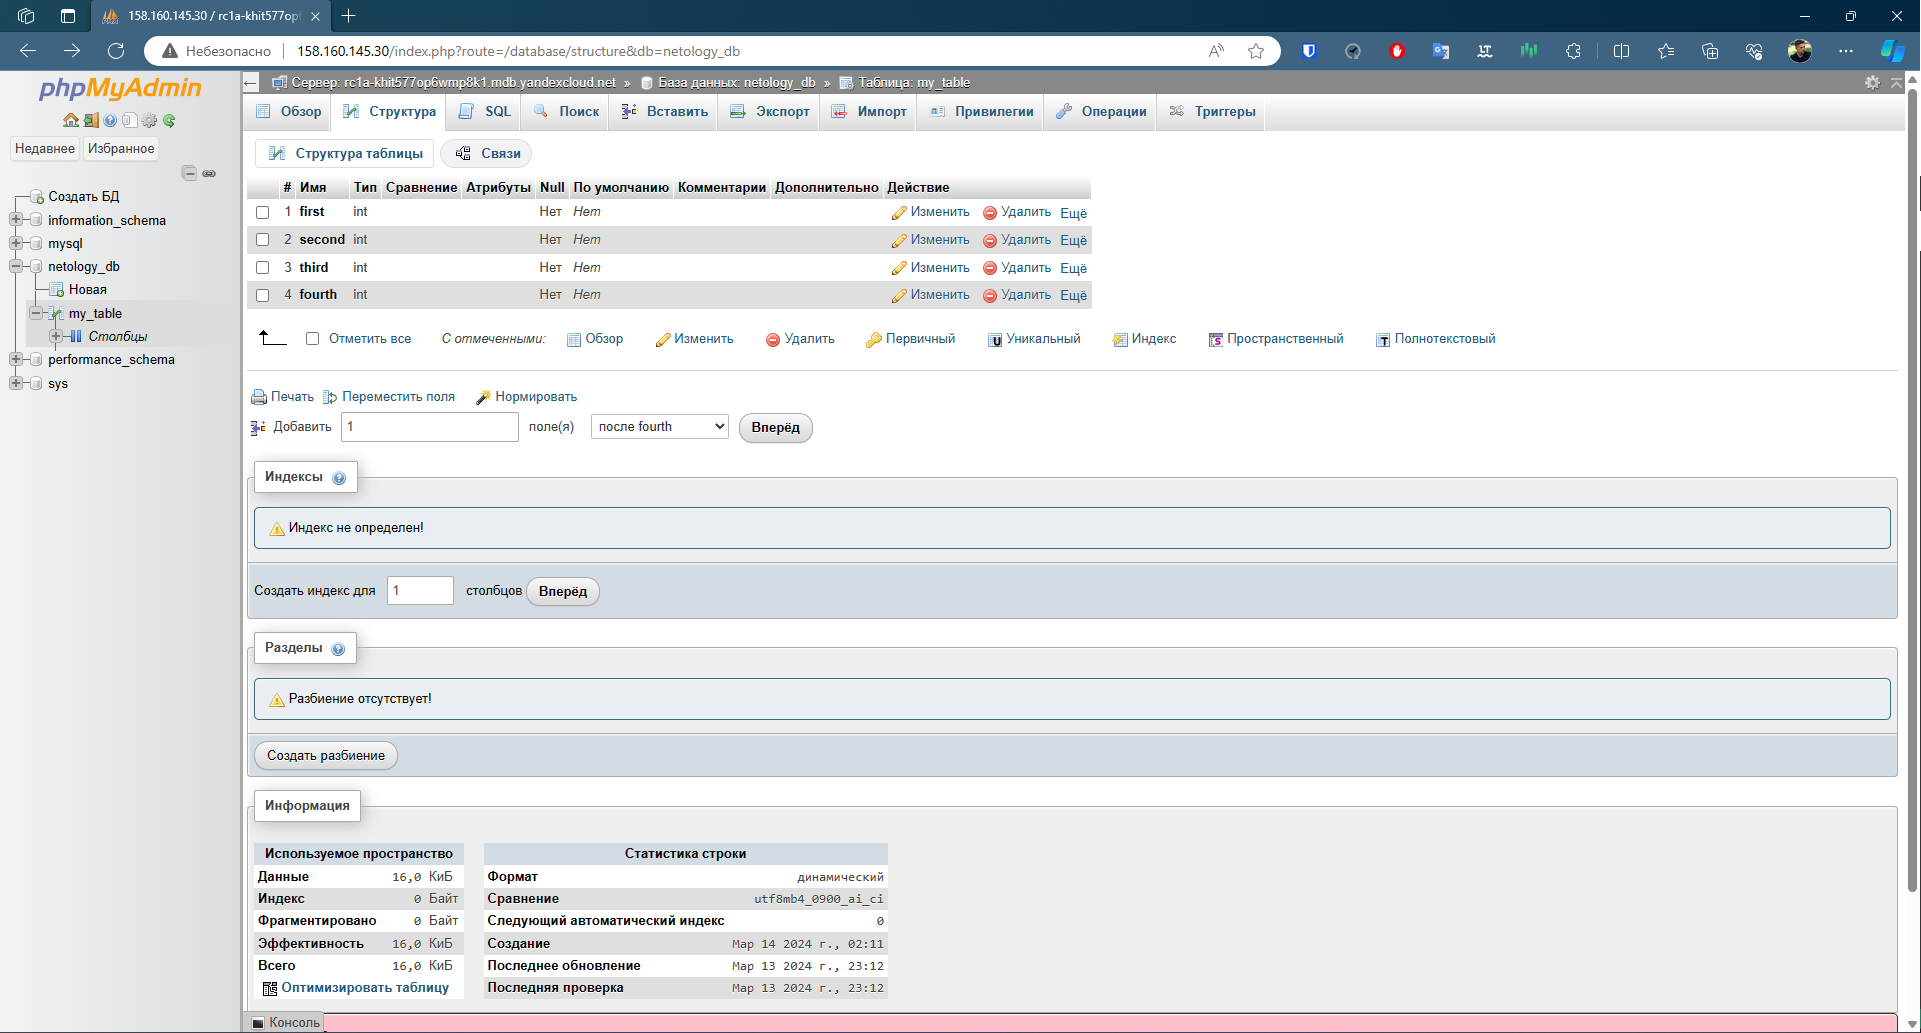 158.160.145.30 / rc1a-khit577op
Небезопасно
158.160.145.30/index.php?route=/database/structure&db=netology_db
phpMyAdmin
Недавнее Избранное
Создать БД
information_schema
mysql
netology_db
Новая
my_table
Столбцы
performance_schema
sys
Сервер: rc1a-khit577op6wmp8k1.mdb.yandexcloud.net » База данных: netology_db » Таблица: my_table
Обзор Структура SQL Поиск Вставить Экспорт Импорт Привилегии Операции Триггеры
Структура таблицы Связи
# Имя Тип Сравнение Атрибуты Null По умолчанию Комментарии Дополнительно Действие
1 first int Нет Нет Изменить Удалить Ещё
2 second int Нет Нет Изменить Удалить Ещё
3 third int Нет Нет Изменить Удалить Ещё
4 fourth int Нет Нет Изменить Удалить Ещё
Отметить все С отмеченными: Обзор Изменить Удалить Первичный Уникальный Индекс Пространственный Полнотекстовый
Печать Переместить поля Нормировать
Добавить 1 поле(я) после fourth Вперёд
Индексы
Индекс не определен!
Создать индекс для 1 столбцов Вперёд
Разделы
Разбиение отсутствует!
Создать разбиение
Информация
Используемое пространство
Данные 16,0 КиБ
Индекс 0 Байт
Фрагментировано 0 Байт
Эффективность 16,0 КиБ
Всего 16,0 КиБ
Оптимизировать таблицу
Статистика строки
Формат динамический
Сравнение utf8mb4_0900_ai_ci
Следующий автоматический индекс 0
Создание Мар 14 2024 г., 02:11
Последнее обновление Мар 13 2024 г., 23:12
Последняя проверка Мар 13 2024 г., 23:12
Консоль